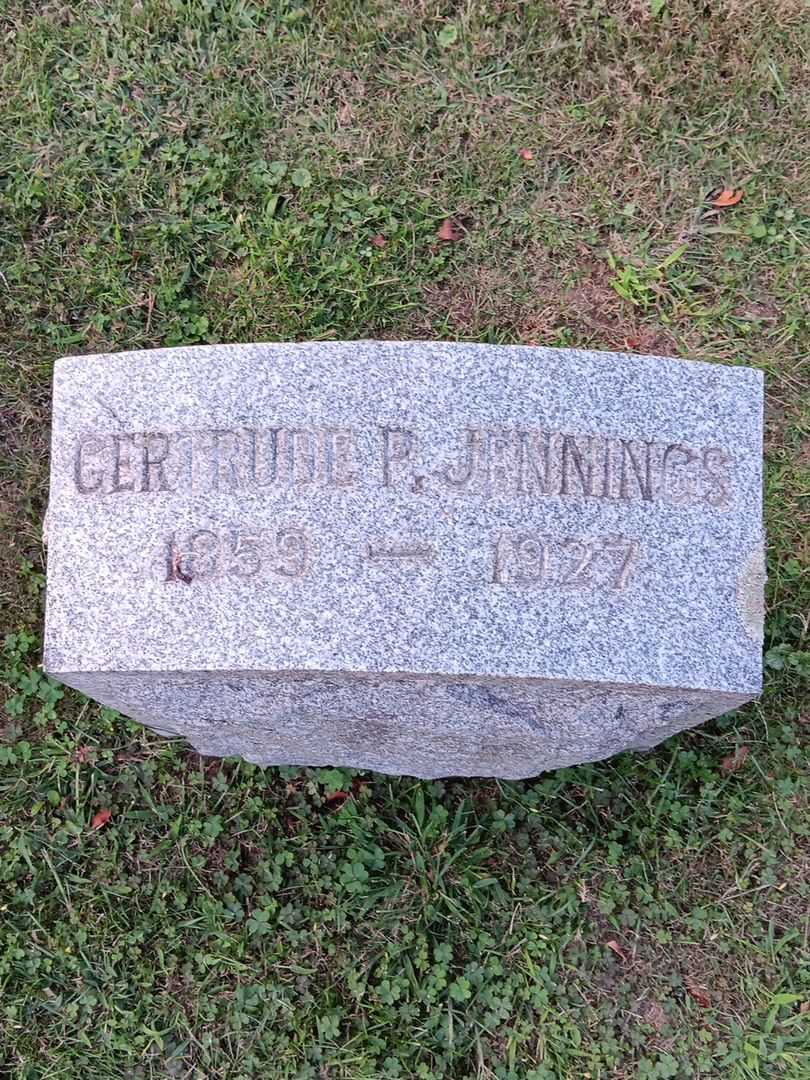 GERTRUDE P. JENNINGS
1859 — 1927